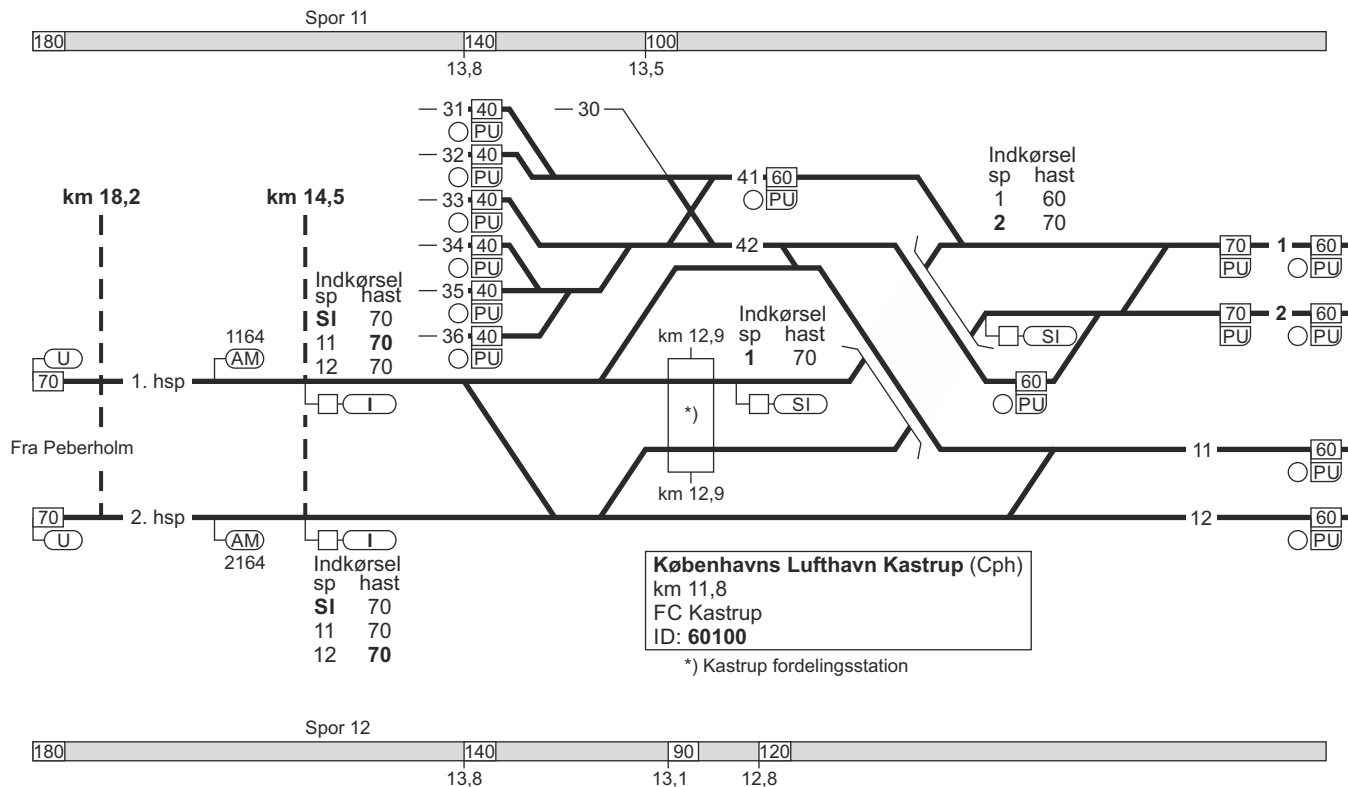 Spor 11
180 140 100
13,8 13,5
31 40 30
PU
32 40
PU
41 60
PU
33 40
PU
34 40
PU
35 40
PU
36 40
PU
42
Indkørsel
sp hast
1 60
2 70
70 1 60
PU PU
70 2 60
PU PU
SI
60
PU
km 18,2
km 14,5
Indkørsel
sp hast
SI 70
11 70
12 70
1164
AM
U
70 1. hsp
I
km 12,9
*)
km 12,9
Indkørsel
sp hast
1 70
SI
Fra Peberholm
11 60
PU
70 2. hsp
U
AM
2164
I
12 60
PU
Indkørsel
sp hast
SI 70
11 70
12 70
Københavns Lufthavn Kastrup (Cph)
km 11,8
FC Kastrup
ID: 60100
*) Kastrup fordelingsstation
Spor 12
180 140 90 120
13,8 13,1 12,8